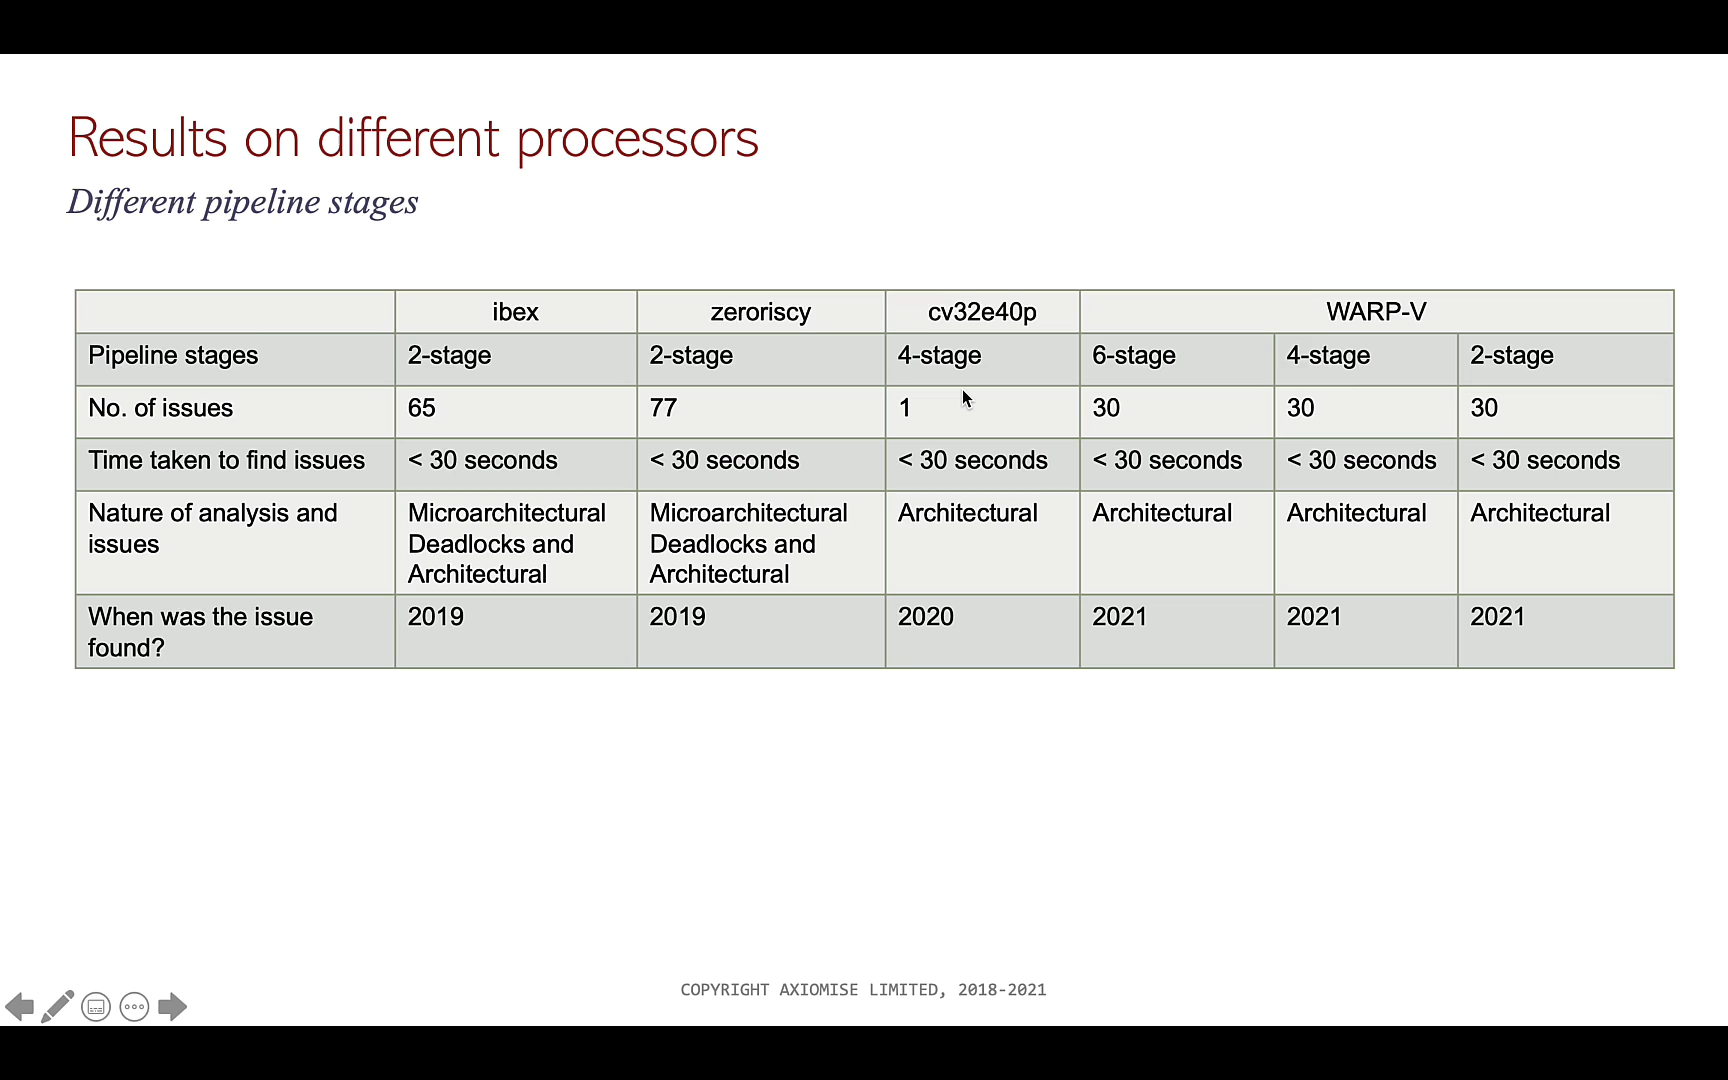 Results on different processors
Different pipeline stages
ibex zeroriscy cv32e40p WARP-V
Pipeline stages 2-stage 2-stage 4-stage 6-stage 4-stage 2-stage
No. of issues 65 77 1 30 30 30
Time taken to find issues < 30 seconds < 30 seconds < 30 seconds < 30 seconds < 30 seconds < 30 seconds
Nature of analysis and Microarchitectural Microarchitectural Architectural Architectural Architectural Architectural
issues Deadlocks and Deadlocks and
Architectural Architectural
When was the issue 2019 2019 2020 2021 2021 2021
found?
COPYRIGHT AXIOMISE LIMITED, 2018-2021